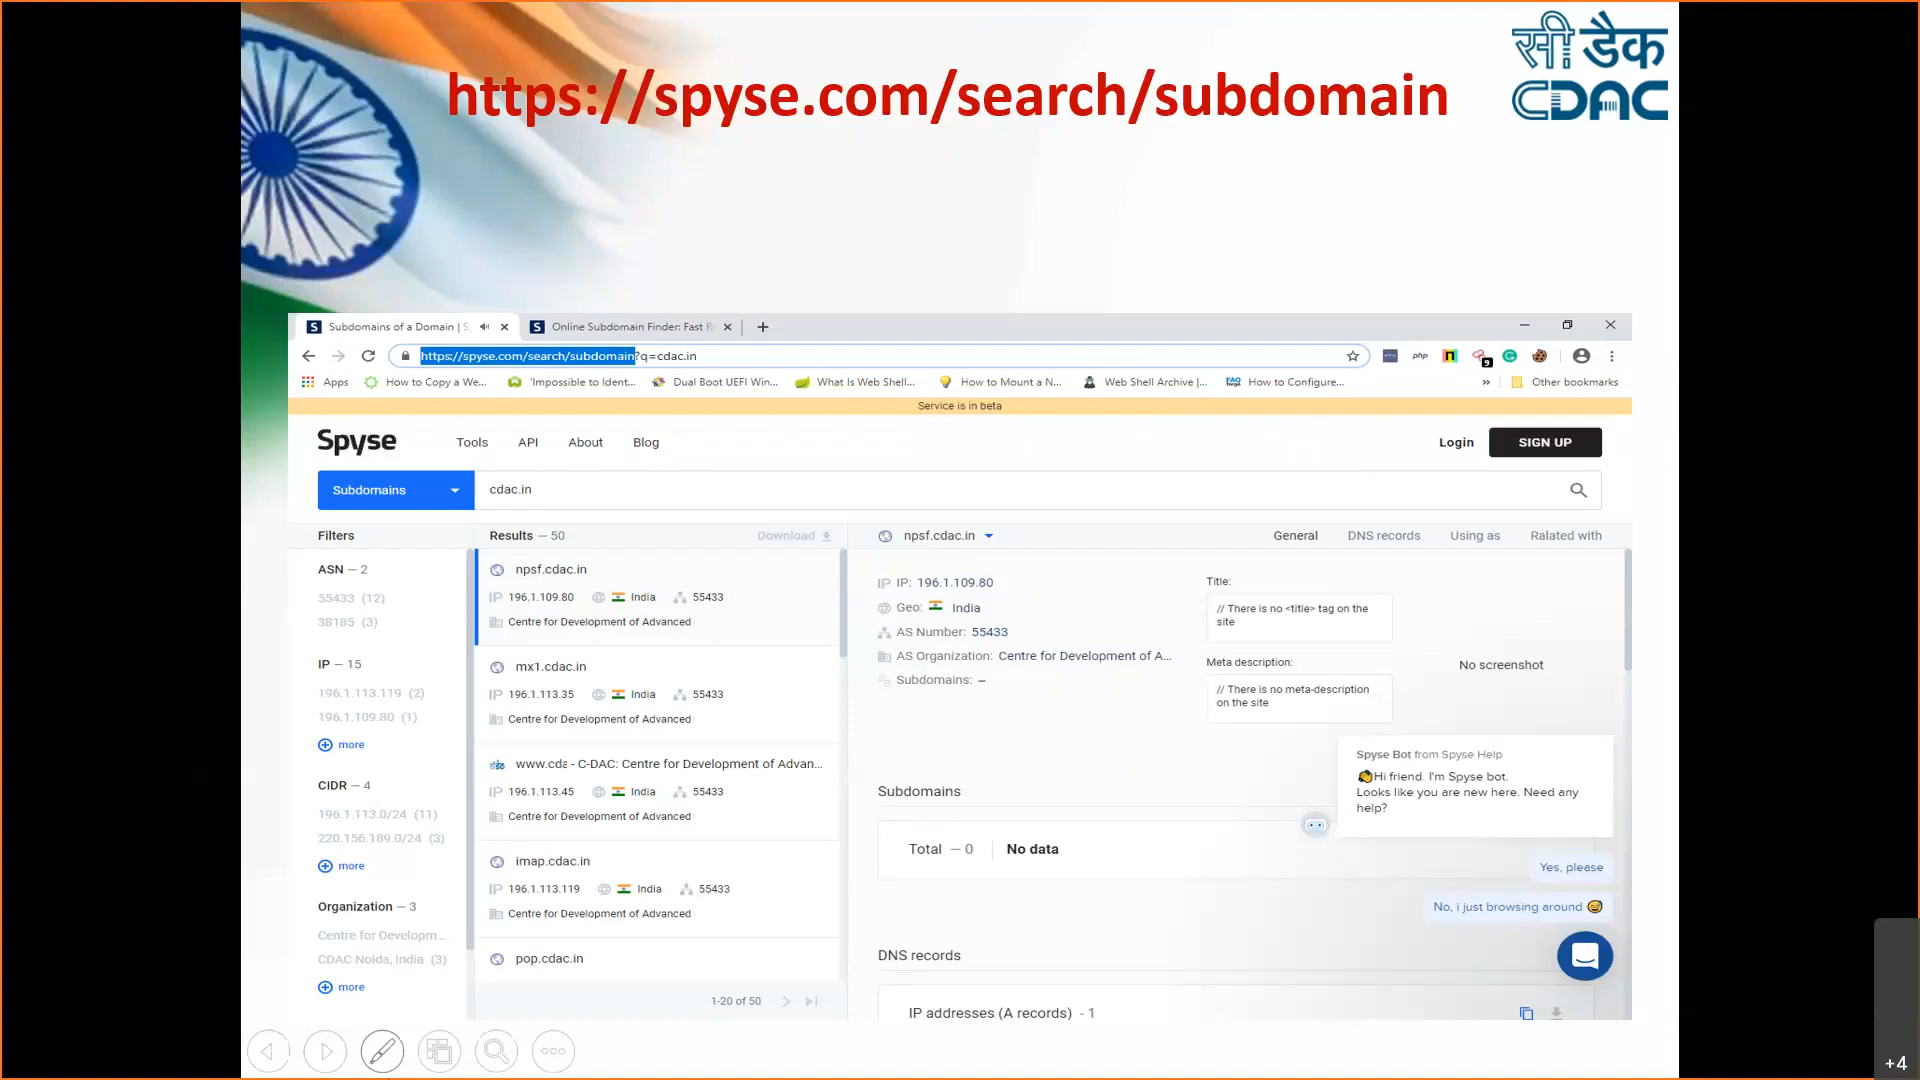 https://spyse.com/search/subdomain
सी डैक
CDAC
Subdomains of a Domain | S
Online Subdomain Finder: Fast R
https://spyse.com/search/subdomain?q=cdac.in
php
9
Apps
How to Copy a We...
'Impossible to Ident...
Dual Boot UEFI Win...
What Is Web Shell...
How to Mount a N...
Web Shell Archive |...
How to Configure...
»
Other bookmarks
Service is in beta
Spyse
Tools
API
About
Blog
Login
SIGN UP
Subdomains
cdac.in
Filters
ASN – 2
55433 (12)
38185 (3)
IP – 15
196.1.113.119 (2)
196.1.109.80 (1)
more
CIDR – 4
196.1.113.0/24 (11)
220.156.189.0/24 (3)
more
Organization – 3
Centre for Developm...
CDAC Noida, India (3)
more
Results – 50
Download
npsf.cdac.in
IP 196.1.109.80 India 55433
Centre for Development of Advanced
mx1.cdac.in
IP 196.1.113.35 India 55433
Centre for Development of Advanced
www.cda - C-DAC: Centre for Development of Advan...
IP 196.1.113.45 India 55433
Centre for Development of Advanced
imap.cdac.in
IP 196.1.113.119 India 55433
Centre for Development of Advanced
pop.cdac.in
1-20 of 50
npsf.cdac.in
General
DNS records
Using as
Ralated with
IP IP: 196.1.109.80
Geo: India
AS Number: 55433
AS Organization: Centre for Development of A...
Subdomains: –
Title:
// There is no <title> tag on the
site
Meta description:
// There is no meta-description
on the site
No screenshot
Subdomains
Total – 0
No data
DNS records
IP addresses (A records) - 1
Spyse Bot from Spyse Help
Hi friend. I'm Spyse bot.
Looks like you are new here. Need any
help?
Yes, please
No, i just browsing around
+4